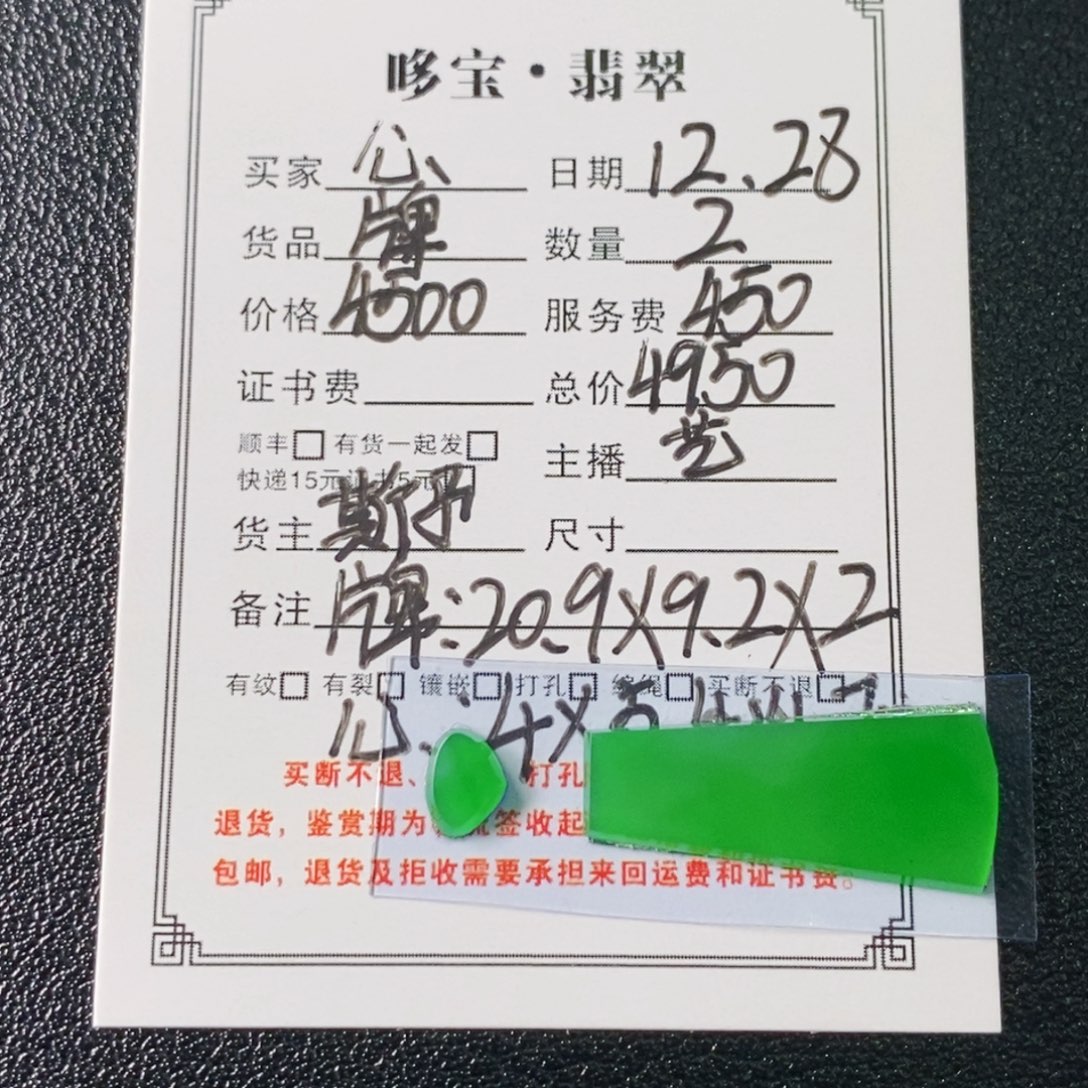 哆宝·翡翠
买家 心 日期 12.28
货品 牌 数量 2
价格 4500 服务费 450
证书费 总价 4950
顺丰 有货一起发 主播 艺
快递15元
货主 尺寸
备注 牌:20.9X9.2X2
有纹 有裂 镶嵌 打孔 编绳 买断不退
心:4X5.4X1.7
买断不退、 打孔
退货，鉴赏期为 签收起
包邮，退货及拒收需要承担来回运费和证书费。